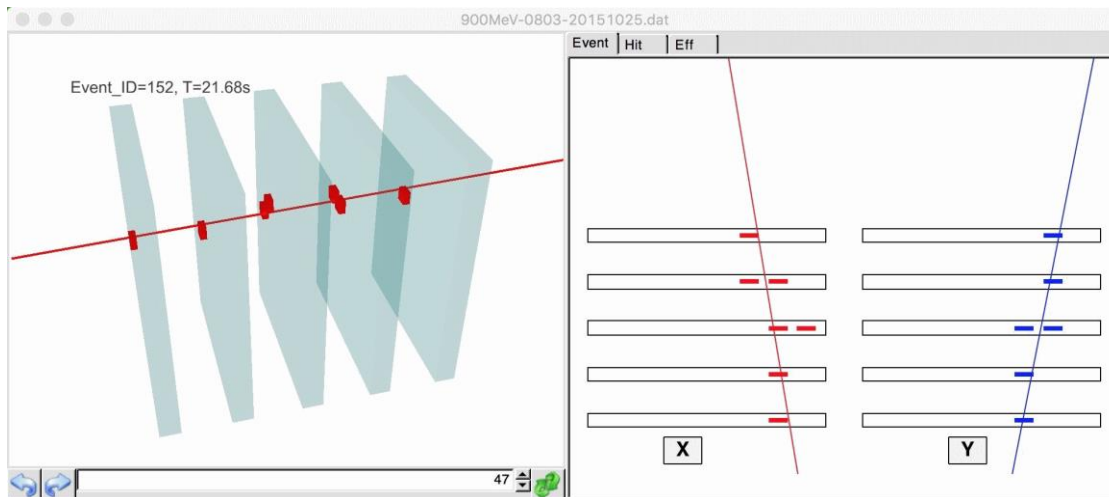 900MeV-0803-20151025.dat
Event_ID=152, T=21.68s
Event Hit Eff
X Y
47